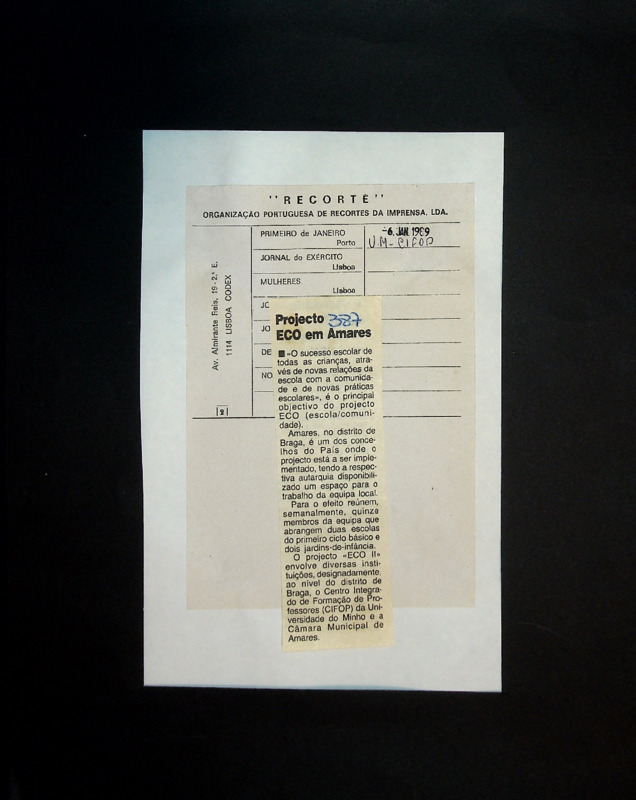 "RECORTE"
ORGANIZAÇÃO PORTUGUESA DE RECORTES DA IMPRENSA, LDA.
Av. Almirante Reis, 19 - 2.º E.
1114 LISBOA CODEX
PRIMEIRO de JANEIRO
Porto
-6. JAN. 1989
U.M-CIFOP
JORNAL do EXÉRCITO
Lisboa
MULHERES
Lisboa
JO
DE
NO
Projecto 387
ECO em Amares
«O sucesso escolar de
todas as crianças, atra-
vés de novas relações da
escola com a comunida-
de e de novas práticas
escolares», é o principal
objectivo do projecto
ECO (escola/comuni-
dade).
Amares, no distrito de
Braga, é um dos conce-
lhos do País onde o
projecto está a ser imple-
mentado, tendo a respec-
tiva autarquia disponibili-
zado um espaço para o
trabalho da equipa local.
Para o efeito reúnem,
semanalmente, quinze
membros da equipa que
abrangem duas escolas
do primeiro ciclo básico e
dois jardins-de-infância.
O projecto «ECO II»
envolve diversas insti-
tuições, designadamente,
ao nível do distrito de
Braga, o Centro Integra-
do de Formação de Pro-
fessores (CIFOP) da Uni-
versidade do Minho e a
Câmara Municipal de
Amares.